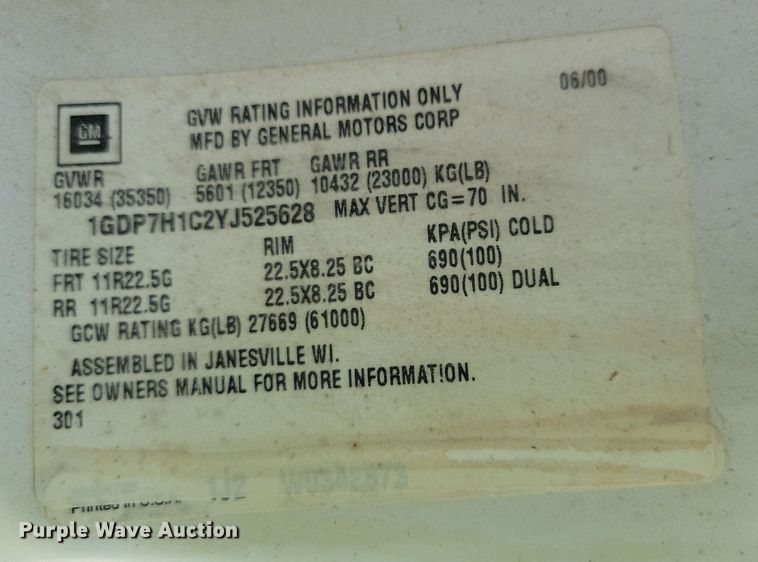 06/00
GM
GVW RATING INFORMATION ONLY
MFD BY GENERAL MOTORS CORP
GVWR GAWR FRT GAWR RR
16034 (35350) 5601 (12350) 10432 (23000) KG(LB)
1GDP7H1C2YJ525628 MAX VERT CG=70 IN.
TIRE SIZE RIM KPA(PSI) COLD
FRT 11R22.5G 22.5X8.25 BC 690(100)
RR 11R22.5G 22.5X8.25 BC 690(100) DUAL
GCW RATING KG(LB) 27669 (61000)
ASSEMBLED IN JANESVILLE WI.
SEE OWNERS MANUAL FOR MORE INFORMATION.
301
Printed in U.S.A.
Purple Wave Auction